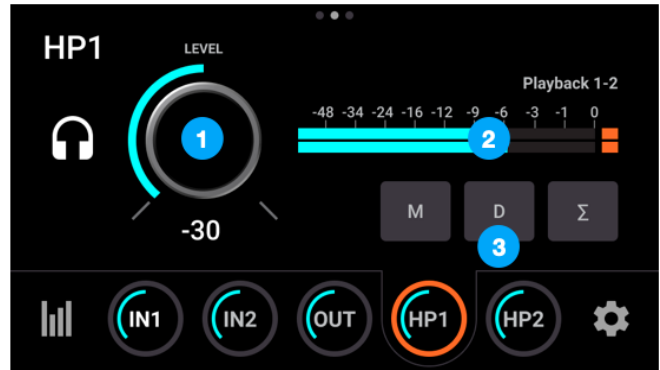 HP1
LEVEL
Playback 1-2
-48 -34 -24 -16 -12 -9 -6 -3 -1 0
1
2
-30
M D Σ
3
IN1 IN2 OUT HP1 HP2